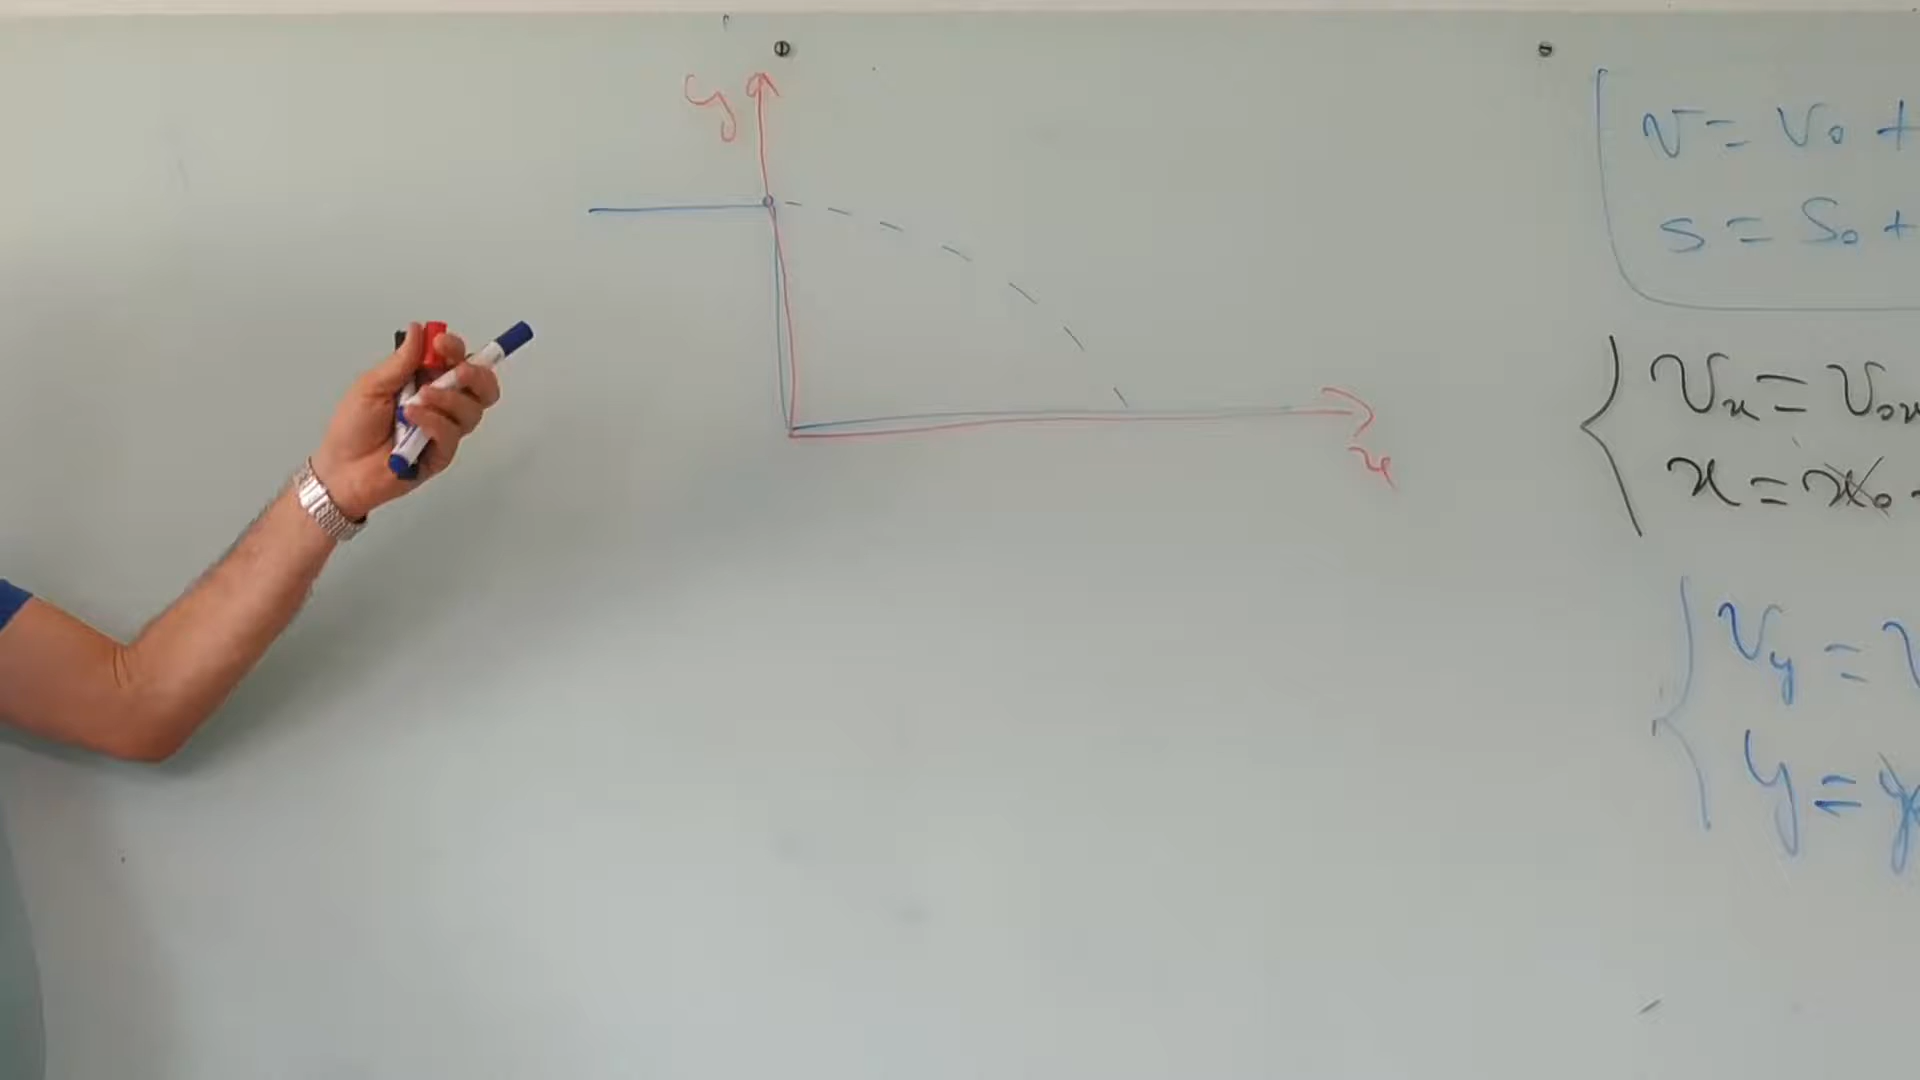 y
x
v = v₀ +
s = s₀ +
vₓ = v₀ₓ
x = x₀
v_y =
y = y